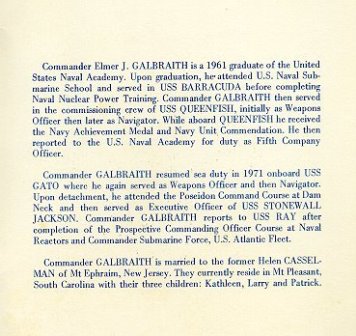 Commander Elmer J. GALBRAITH is a 1961 graduate of the United
States Naval Academy. Upon graduation, he attended U.S. Naval Sub-
marine School and served in USS BARRACUDA before completing
Naval Nuclear Power Training. Commander GALBRAITH then served
in the commissioning crew of USS QUEENFISH, initially as Weapons
Officer then later as Navigator. While aboard QUEENFISH he received
the Navy Achievement Medal and Navy Unit Commendation. He then
reported to the U.S. Naval Academy for duty as Fifth Company
Officer.
Commander GALBRAITH resumed sea duty in 1971 onboard USS
GATO where he again served as Weapons Officer and then Navigator.
Upon detachment, he attended the Poseidon Command Course at Dam
Neck and then served as Executive Officer of USS STONEWALL
JACKSON. Commander GALBRAITH reports to USS RAY after
completion of the Prospective Commanding Officer Course at Naval
Reactors and Commander Submarine Force, U.S. Atlantic Fleet.
Commander GALBRAITH is married to the former Helen CASSEL-
MAN of Mt Ephraim, New Jersey. They currently reside in Mt Pleasant,
South Carolina with their three children: Kathleen, Larry and Patrick.